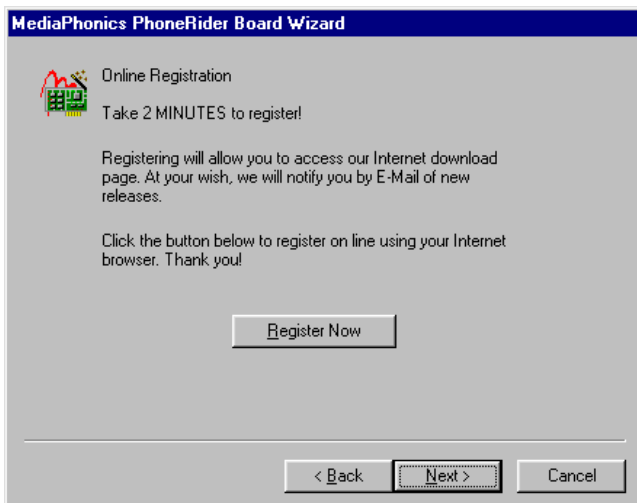 MediaPhonics PhoneRider Board Wizard
Online Registration
Take 2 MINUTES to register!
Registering will allow you to access our Internet download
page. At your wish, we will notify you by E-Mail of new
releases.
Click the button below to register on line using your Internet
browser. Thank you!
Register Now
< Back
Next >
Cancel